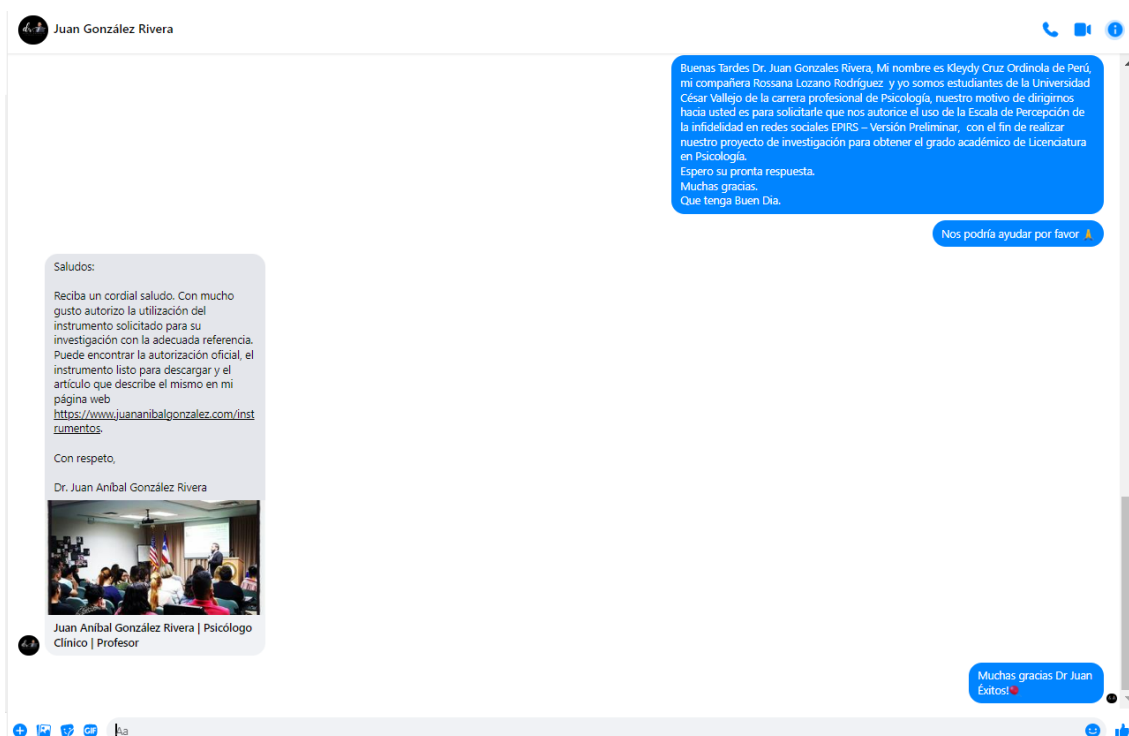 Juan González Rivera
Buenas Tardes Dr. Juan Gonzales Rivera, Mi nombre es Kleydy Cruz Ordinola de Perú,
mi compañera Rossana Lozano Rodríguez y yo somos estudiantes de la Universidad
César Vallejo de la carrera profesional de Psicología, nuestro motivo de dirigirnos
hacia usted es para solicitarle que nos autorice el uso de la Escala de Percepción de
la infidelidad en redes sociales EPIRS – Versión Preliminar, con el fin de realizar
nuestro proyecto de investigación para obtener el grado académico de Licenciatura
en Psicología.
Espero su pronta respuesta.
Muchas gracias.
Que tenga Buen Dia.
Nos podría ayudar por favor 🙏
Saludos:
Reciba un cordial saludo. Con mucho
gusto autorizo la utilización del
instrumento solicitado para su
investigación con la adecuada referencia.
Puede encontrar la autorización oficial, el
instrumento listo para descargar y el
artículo que describe el mismo en mi
página web
https://www.juananibalgonzalez.com/inst
rumentos.
Con respeto,
Dr. Juan Aníbal González Rivera
Juan Aníbal González Rivera | Psicólogo
Clínico | Profesor
Muchas gracias Dr Juan
Éxitos!
GIF
Aa